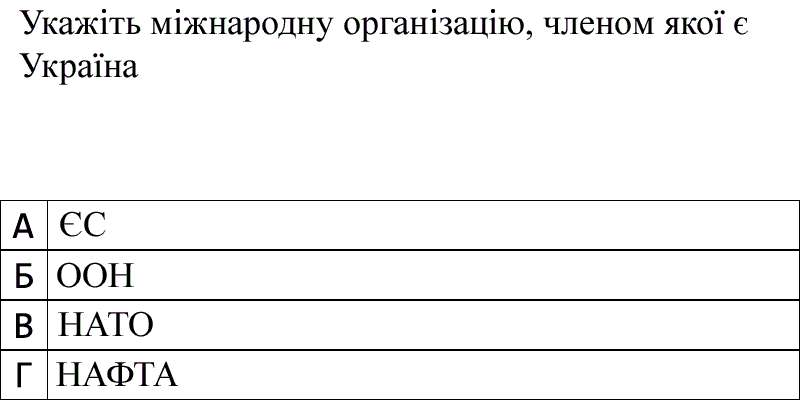 Укажіть міжнародну організацію, членом якої є
Україна
А ЄС
Б ООН
В НАТО
Г НАФТА